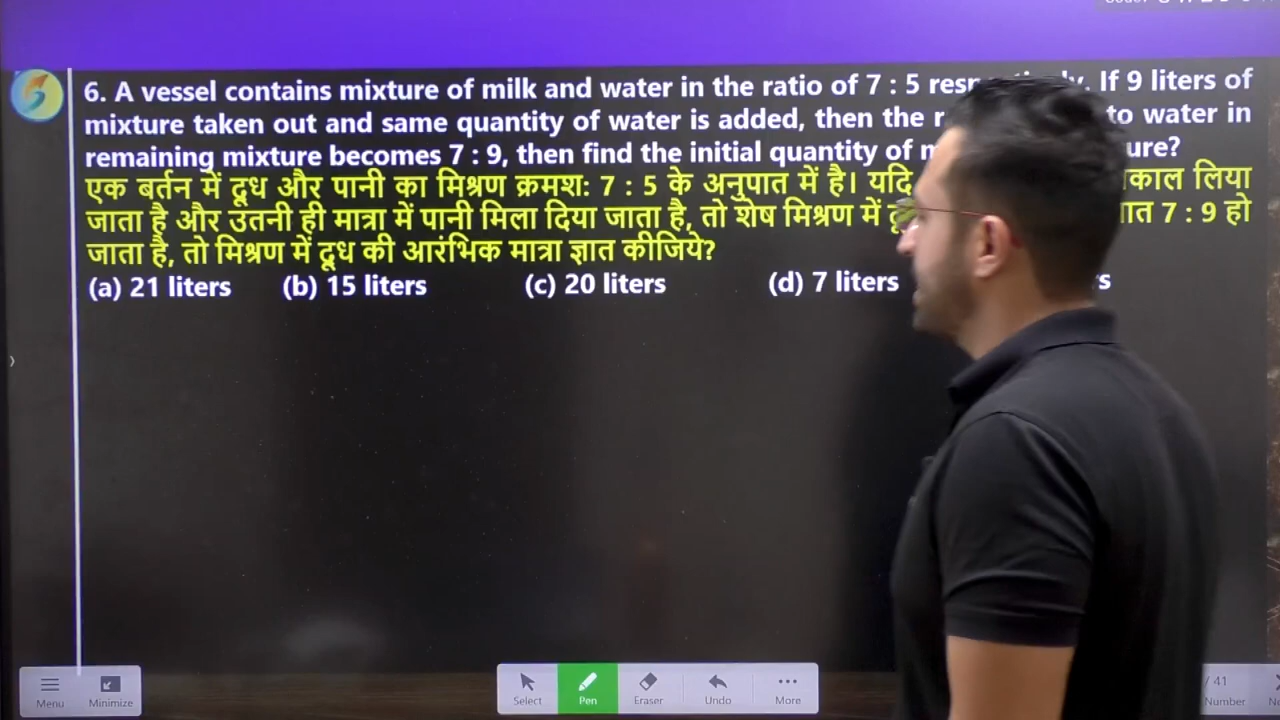 6. A vessel contains mixture of milk and water in the ratio of 7 : 5 If 9 liters of
mixture taken out and same quantity of water is added, then the to water in
remaining mixture becomes 7 : 9, then find the initial quantity of
एक बर्तन में दूध और पानी का मिश्रण क्रमश: 7 : 5 के अनुपात में है। यदि लिया
जाता है और उतनी ही मात्रा में पानी मिला दिया जाता है, तो शेष मिश्रण में 7 : 9 हो
जाता है, तो मिश्रण में दूध की आरंभिक मात्रा ज्ञात कीजिये?
(a) 21 liters (b) 15 liters (c) 20 liters (d) 7 liters
Menu Minimize Select Pen Eraser Undo More / 41
Number